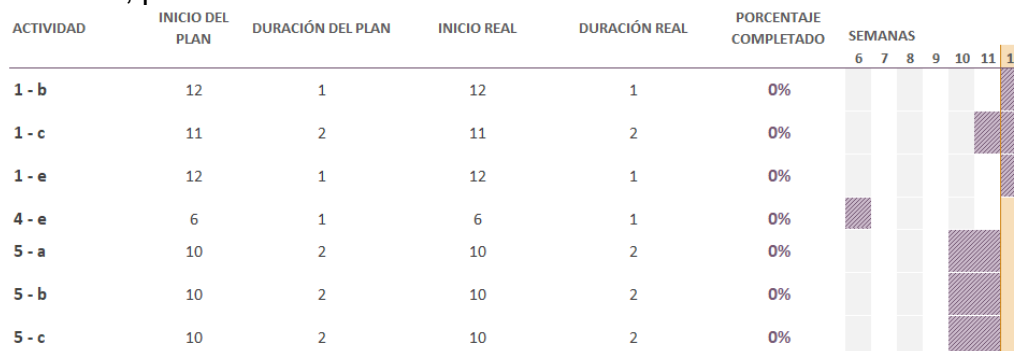 ACTIVIDAD INICIO DEL PLAN DURACIÓN DEL PLAN INICIO REAL DURACIÓN REAL PORCENTAJE COMPLETADO SEMANAS
6 7 8 9 10 11
1 - b 12 1 12 1 0%
1 - c 11 2 11 2 0%
1 - e 12 1 12 1 0%
4 - e 6 1 6 1 0%
5 - a 10 2 10 2 0%
5 - b 10 2 10 2 0%
5 - c 10 2 10 2 0%